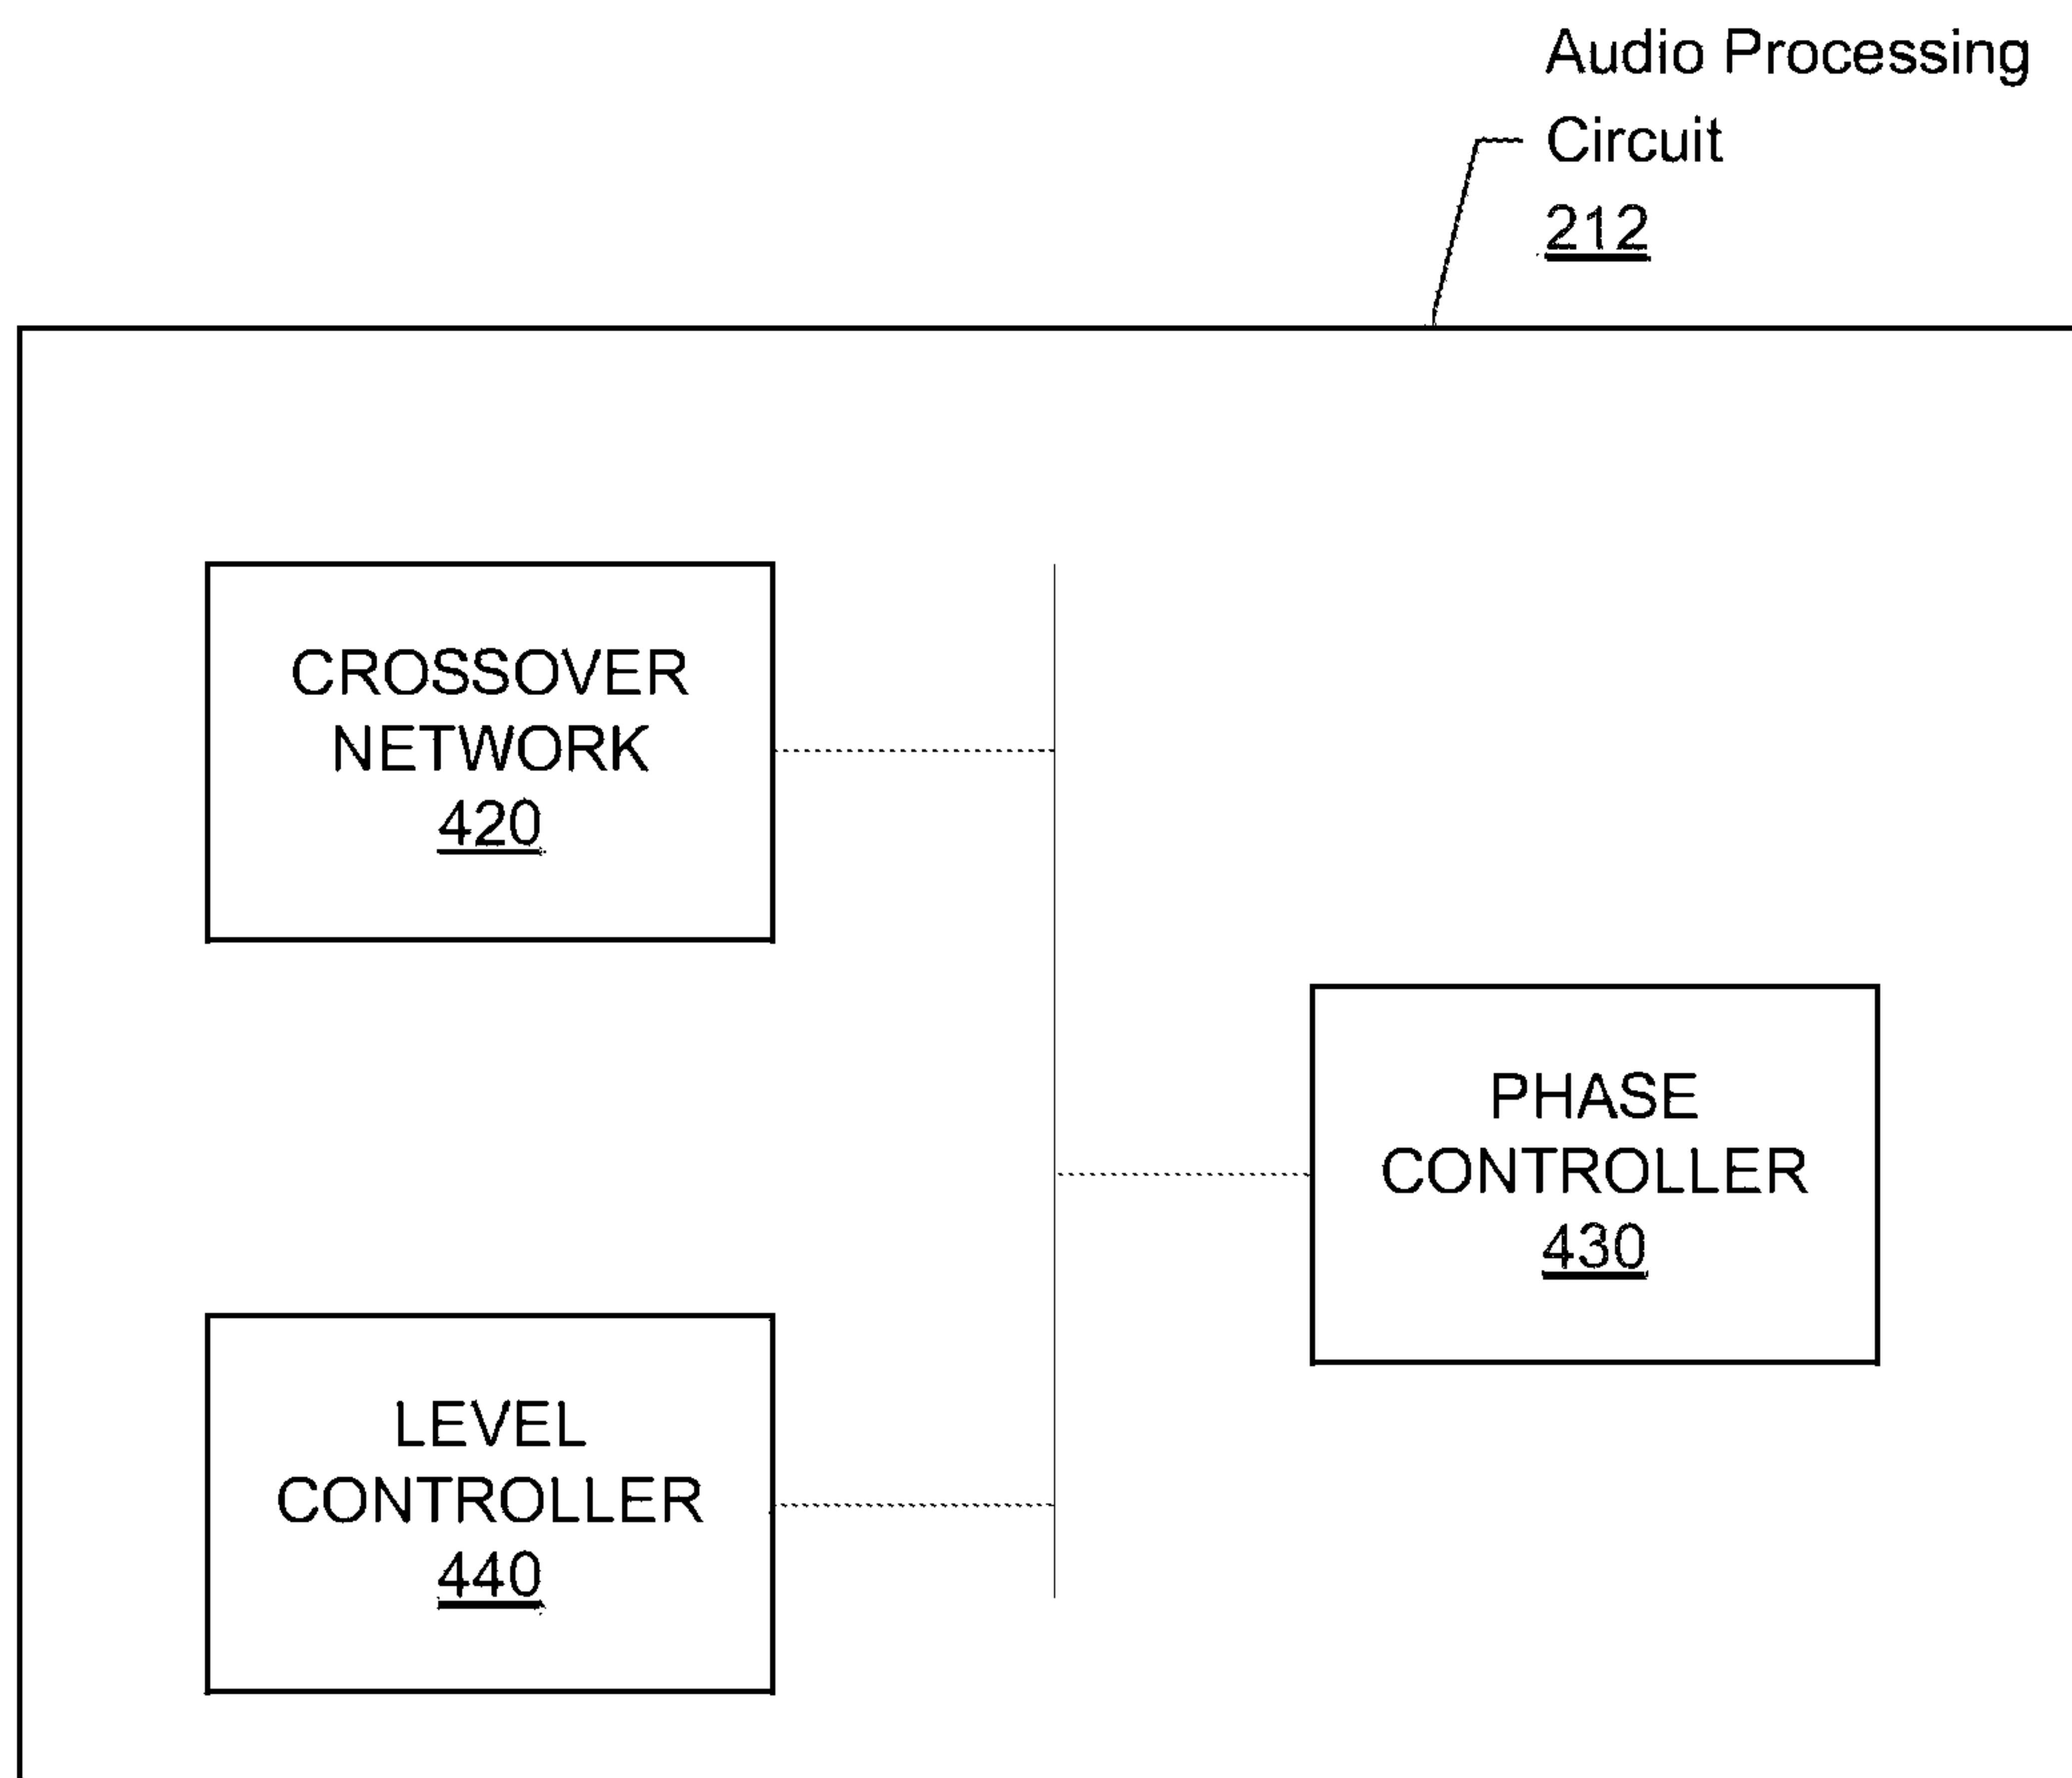 Audio Processing
Circuit
212
CROSSOVER
NETWORK
420
PHASE
CONTROLLER
430
LEVEL
CONTROLLER
440